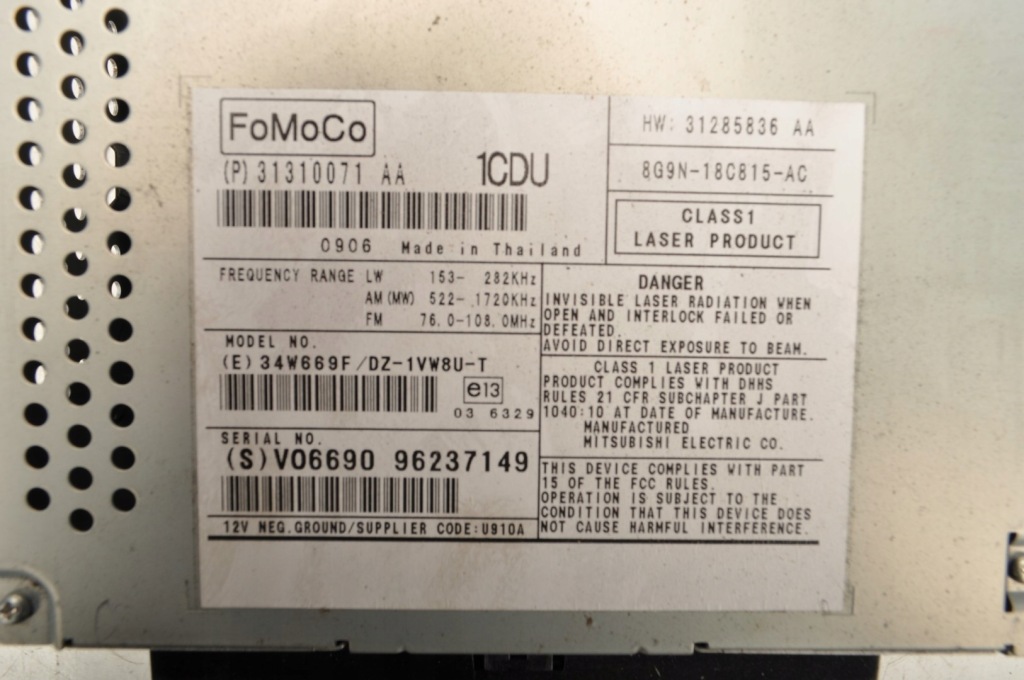 FoMoCo
(P) 31310071 AA 1CDU
0906 Made in Thailand
HW: 31285836 AA
8G9N-18C815-AC
CLASS1
LASER PRODUCT
FREQUENCY RANGE LW 153- 282KHz
AM (MW) 522- 1720KHz
FM 76.0-108.0MHz
MODEL NO.
(E) 34W669F/DZ-1VW8U-T
e13
03 6329
SERIAL NO.
(S) V06690 96237149
12V NEG.GROUND/SUPPLIER CODE:U910A
DANGER
INVISIBLE LASER RADIATION WHEN
OPEN AND INTERLOCK FAILED OR
DEFEATED.
AVOID DIRECT EXPOSURE TO BEAM.
CLASS 1 LASER PRODUCT
PRODUCT COMPLIES WITH DHHS
RULES 21 CFR SUBCHAPTER J PART
1040:10 AT DATE OF MANUFACTURE.
MANUFACTURED
MITSUBISHI ELECTRIC CO.
THIS DEVICE COMPLIES WITH PART
15 OF THE FCC RULES.
OPERATION IS SUBJECT TO THE
CONDITION THAT THIS DEVICE DOES
NOT CAUSE HARMFUL INTERFERENCE.